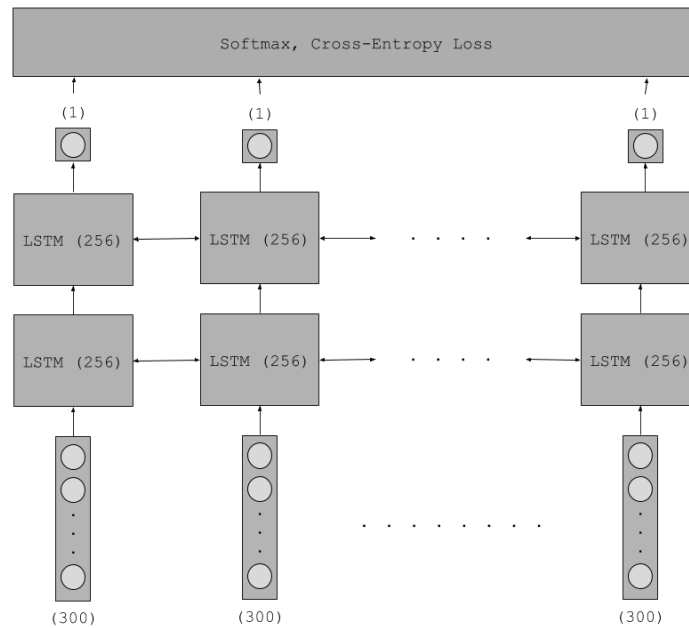 Softmax, Cross-Entropy Loss
(1) (1) (1)
LSTM (256) LSTM (256) . . . . LSTM (256)
LSTM (256) LSTM (256) . . . . LSTM (256)
. . . . . . . .
(300) (300) (300)